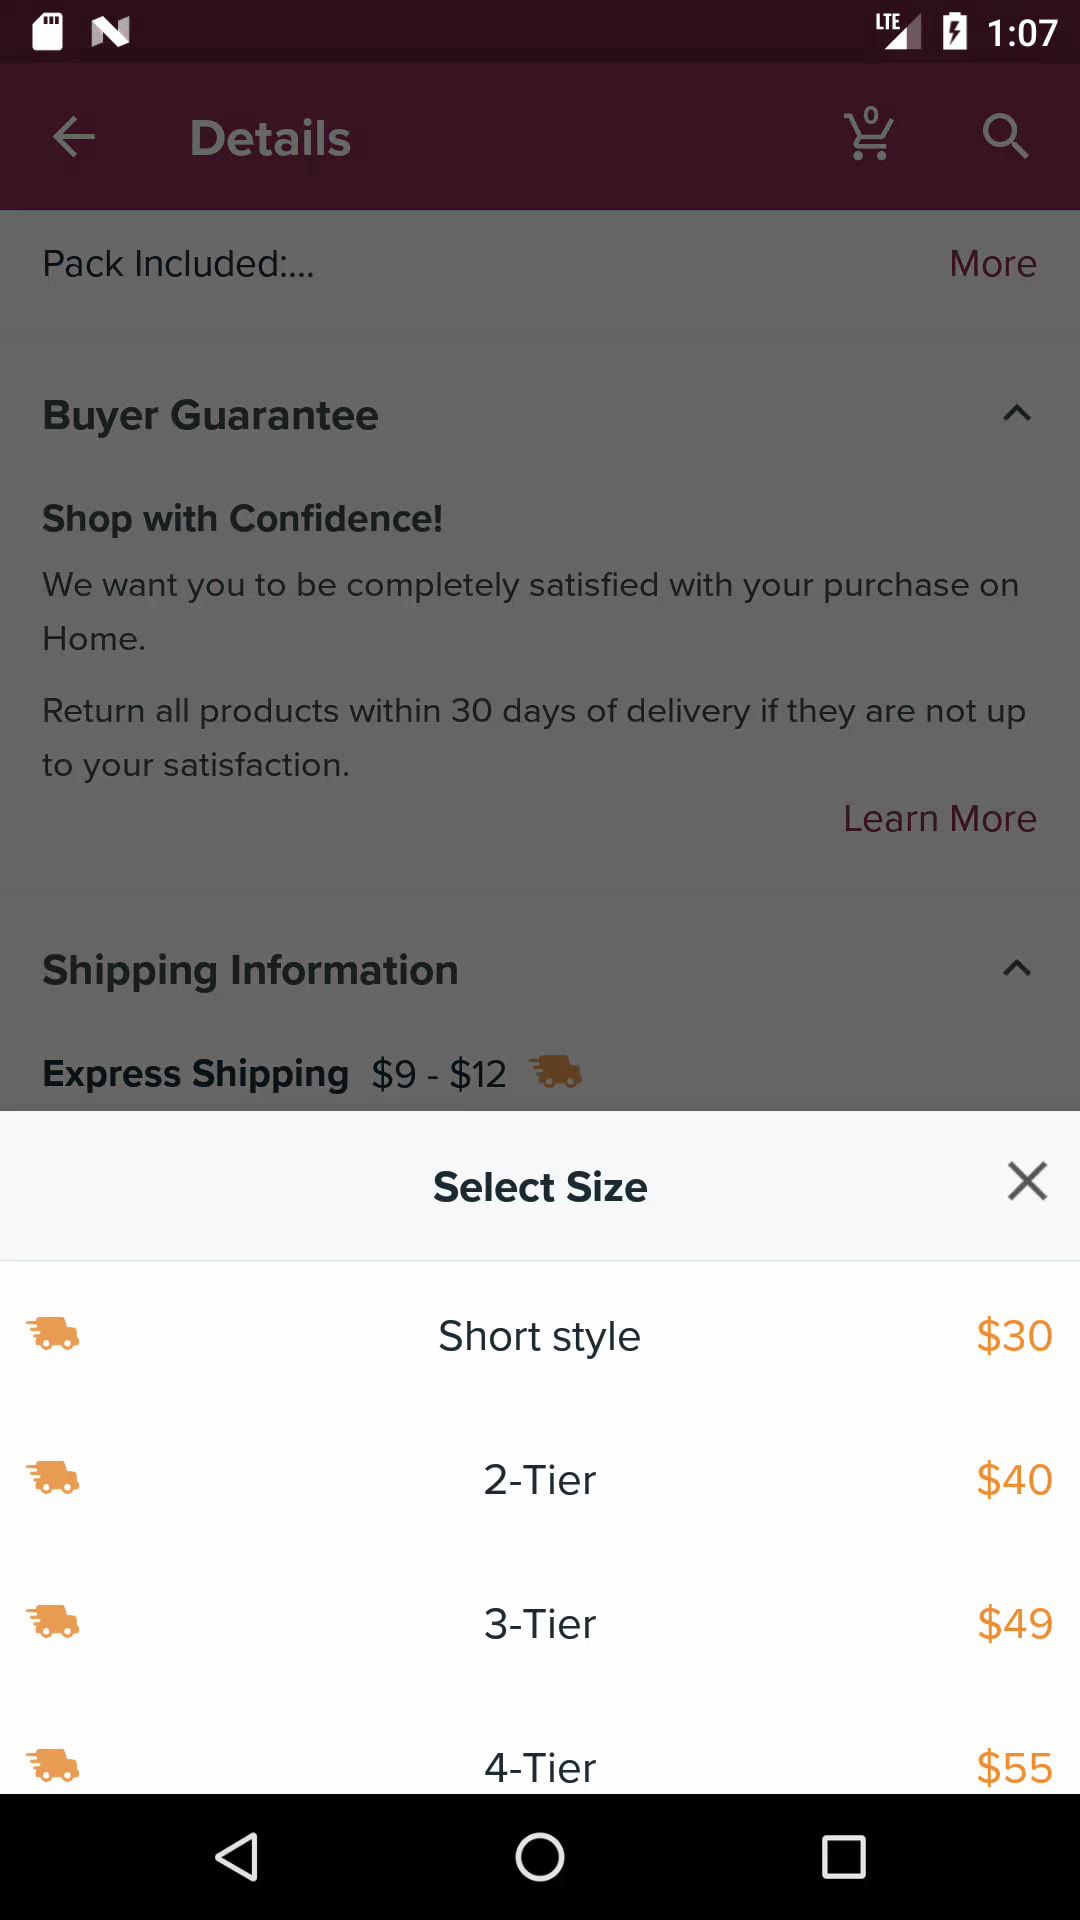 LTE 1:07
Details 0
Pack Included:... More
Buyer Guarantee
Shop with Confidence!
We want you to be completely satisfied with your purchase on
Home.
Return all products within 30 days of delivery if they are not up
to your satisfaction.
Learn More
Shipping Information
Express Shipping $9 - $12
Select Size
Short style $30
2-Tier $40
3-Tier $49
4-Tier $55